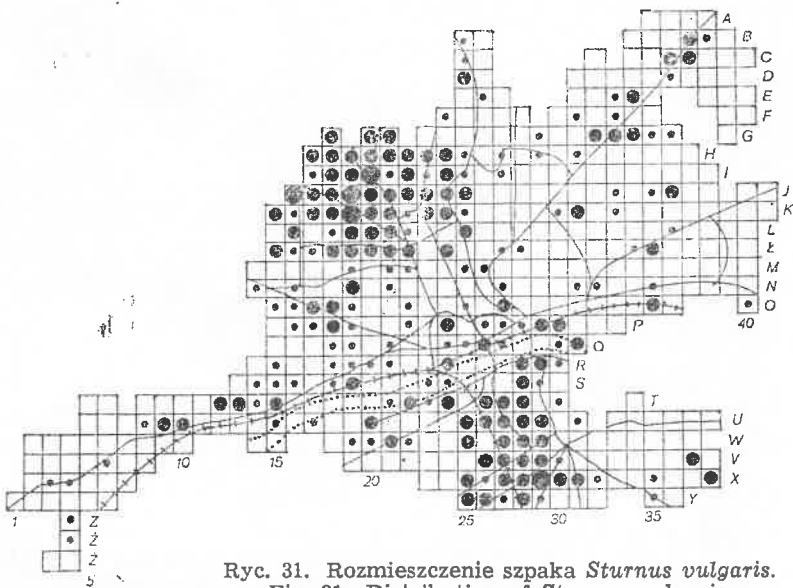 A
B
C
D
E
F
G
H
I
J
K
L
Ł
M
N
O
40
P
Q
R
S
T
U
W
V
X
Y
1
10
15
20
25
30
35
Z
Ż
Ź
5
Ryc. 31. Rozmieszczenie szpaka Sturnus vulgaris.